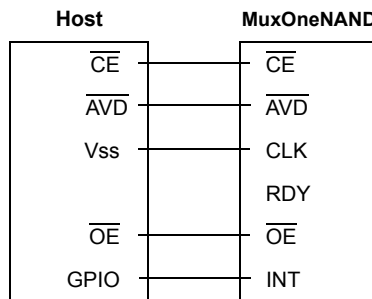 Host MuxOneNAND
CE CE
AVD AVD
Vss CLK
RDY
OE OE
GPIO INT